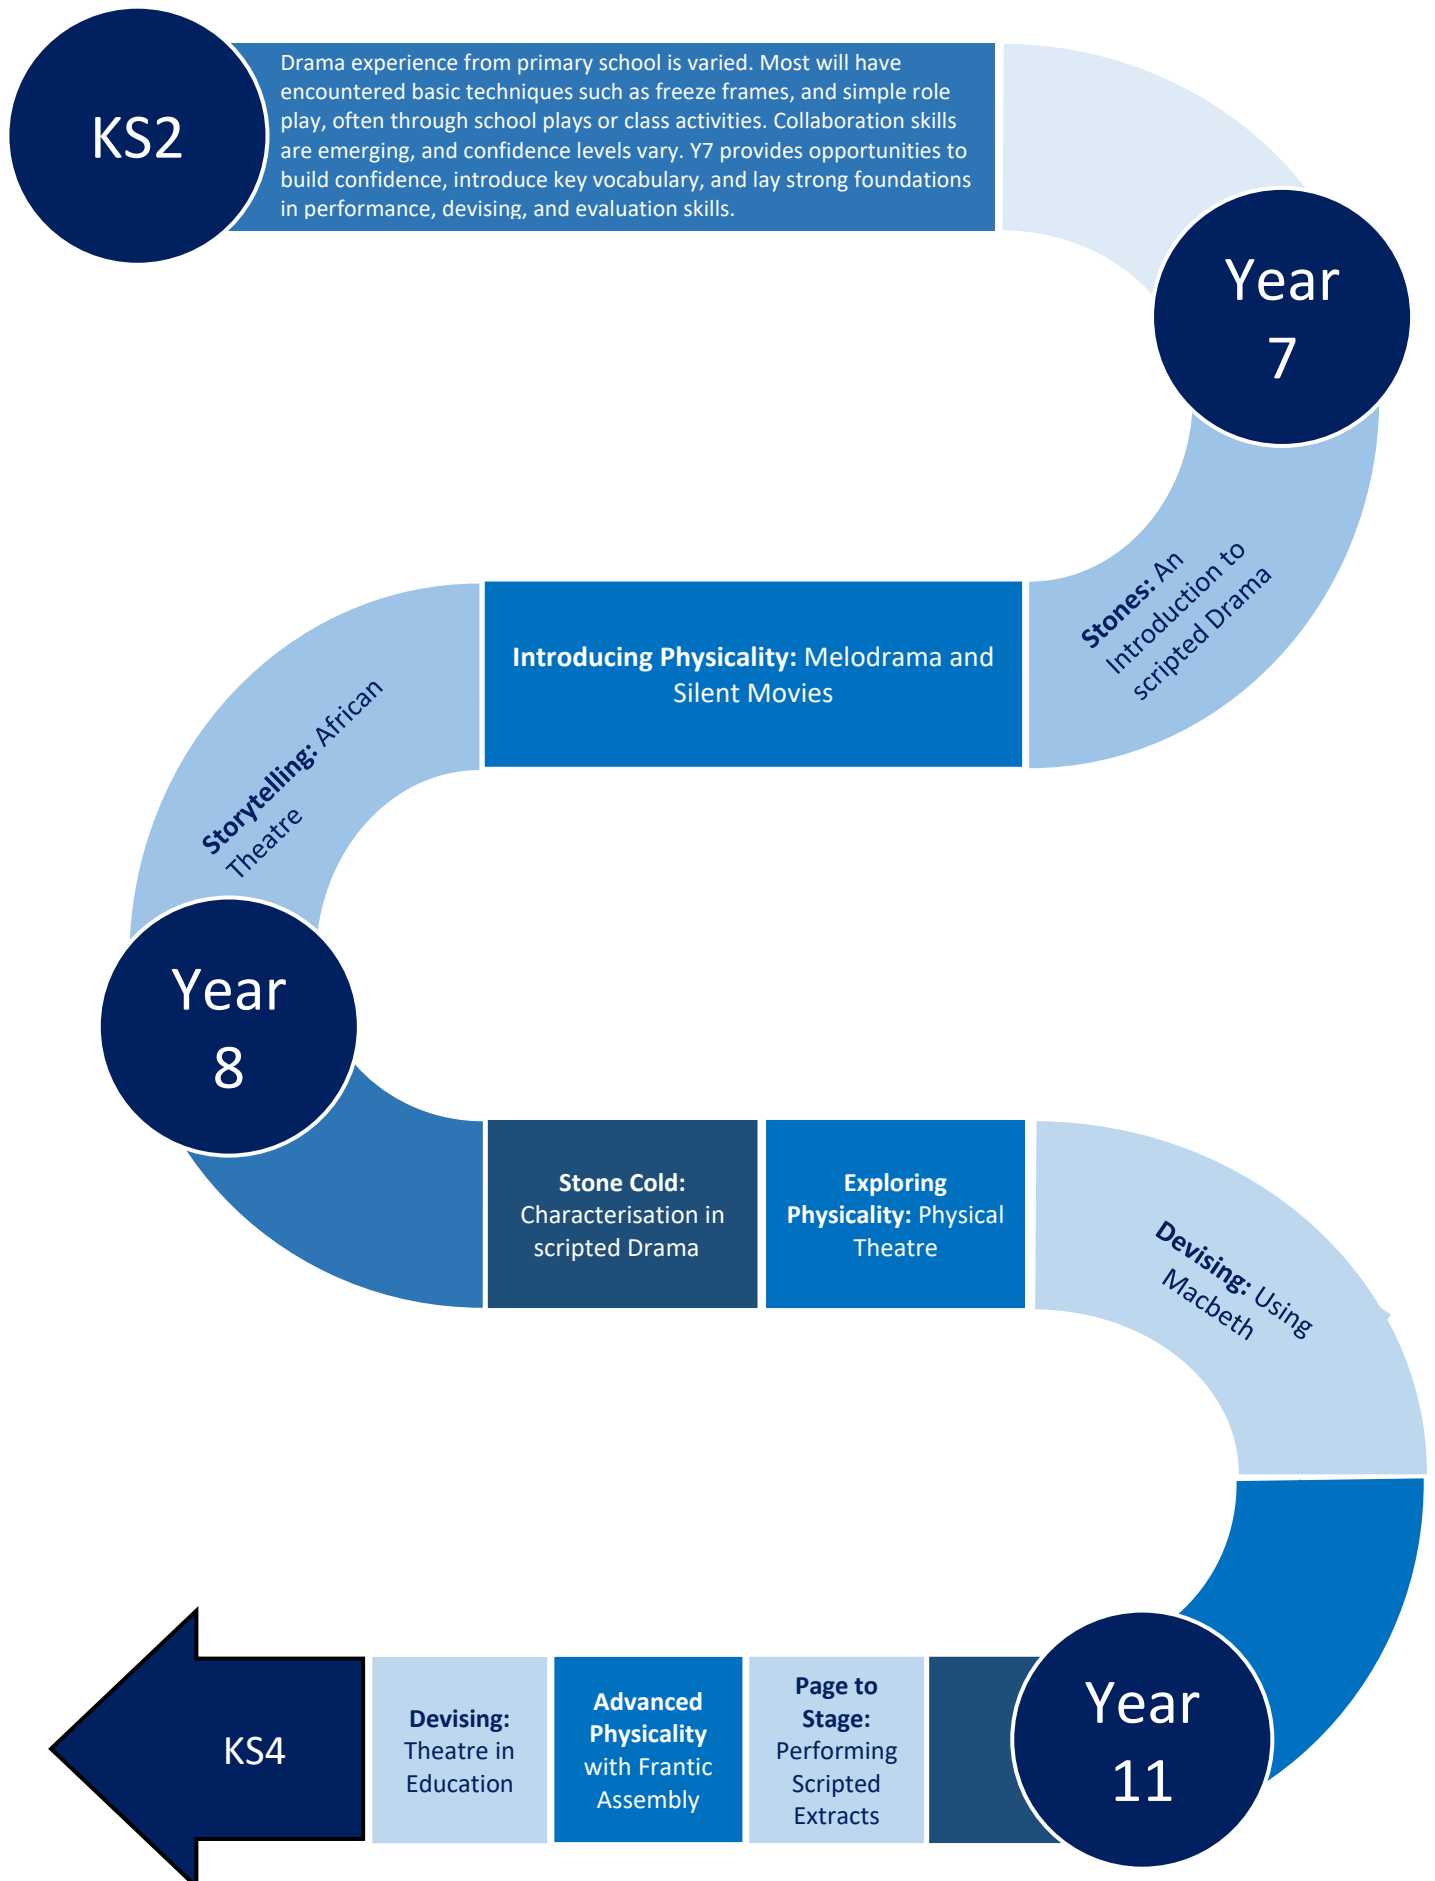 KS2
Drama experience from primary school is varied. Most will have
encountered basic techniques such as freeze frames, and simple role
play, often through school plays or class activities. Collaboration skills
are emerging, and confidence levels vary. Y7 provides opportunities to
build confidence, introduce key vocabulary, and lay strong foundations
in performance, devising, and evaluation skills.
Year
7
Stones: An
Introduction to
scripted Drama
Introducing Physicality: Melodrama and
Silent Movies
Storytelling: African
Theatre
Year
8
Stone Cold:
Characterisation in
scripted Drama
Exploring
Physicality: Physical
Theatre
Devising: Using
Macbeth
Year
11
Page to
Stage:
Performing
Scripted
Extracts
Advanced
Physicality
with Frantic
Assembly
Devising:
Theatre in
Education
KS4